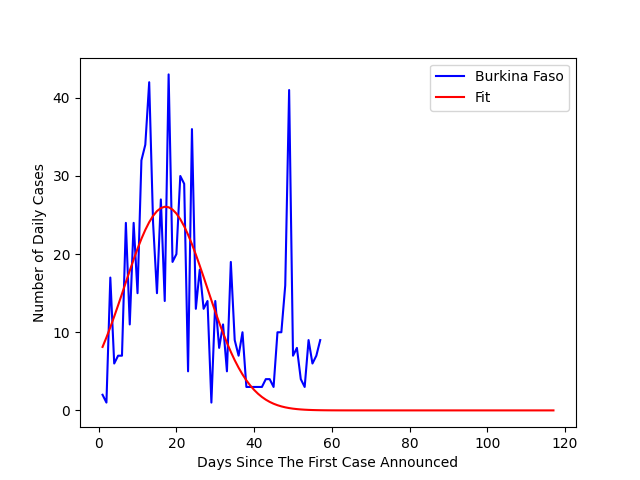 Burkina Faso
Fit
Number of Daily Cases
40
30
20
10
0
0 20 40 60 80 100 120
Days Since The First Case Announced